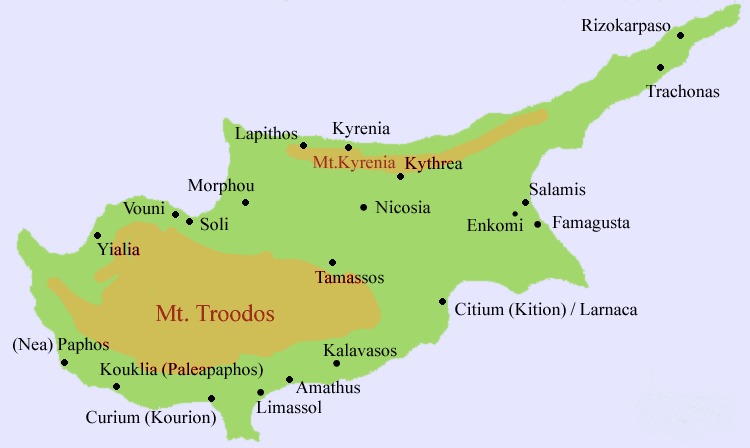 Rizokarpaso
Trachonas
Kyrenia
Lapithos
Mt.Kyrenia
Kythrea
Morphou
Salamis
Vouni
Nicosia
Soli
Enkomi
Famagusta
Yialia
Tamassos
Citium (Kition) / Larnaca
Mt. Troodos
(Nea) Paphos
Kalavasos
Kouklia (Paleapaphos)
Amathus
Limassol
Curium (Kourion)